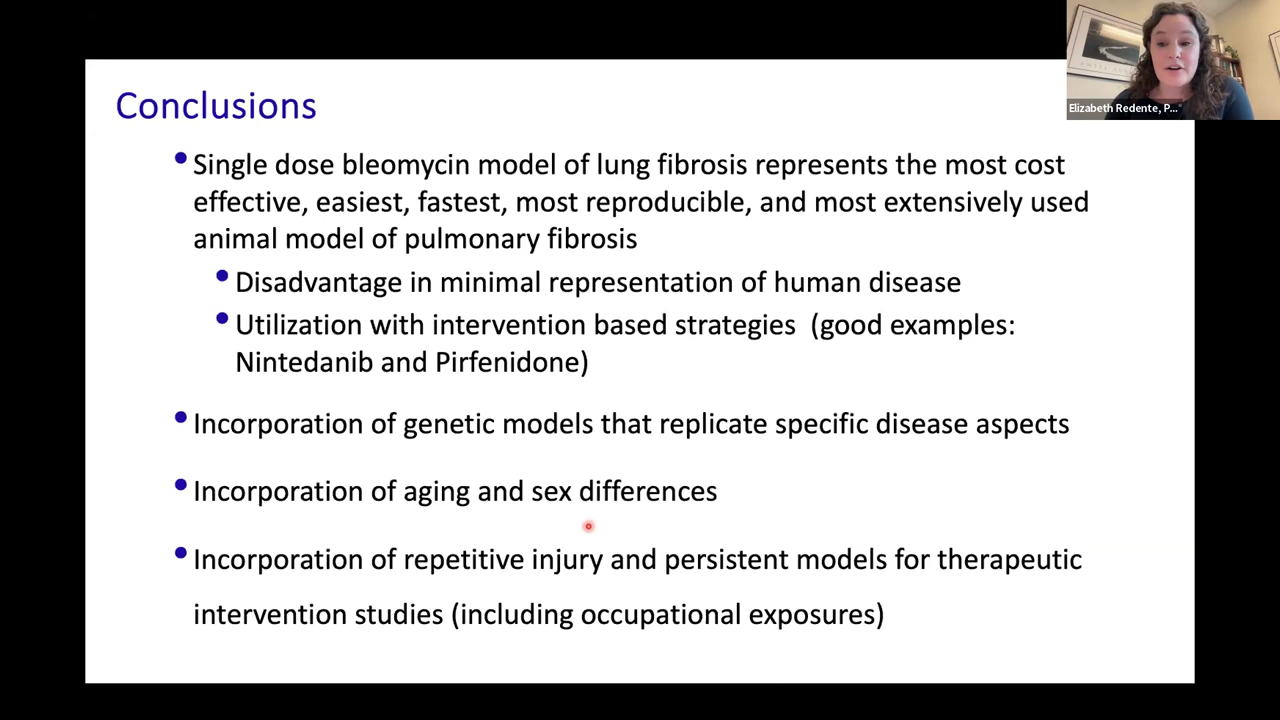 Elizabeth Redente, P...
Conclusions
• Single dose bleomycin model of lung fibrosis represents the most cost
effective, easiest, fastest, most reproducible, and most extensively used
animal model of pulmonary fibrosis
• Disadvantage in minimal representation of human disease
• Utilization with intervention based strategies (good examples:
Nintedanib and Pirfenidone)
• Incorporation of genetic models that replicate specific disease aspects
• Incorporation of aging and sex differences
• Incorporation of repetitive injury and persistent models for therapeutic
intervention studies (including occupational exposures)